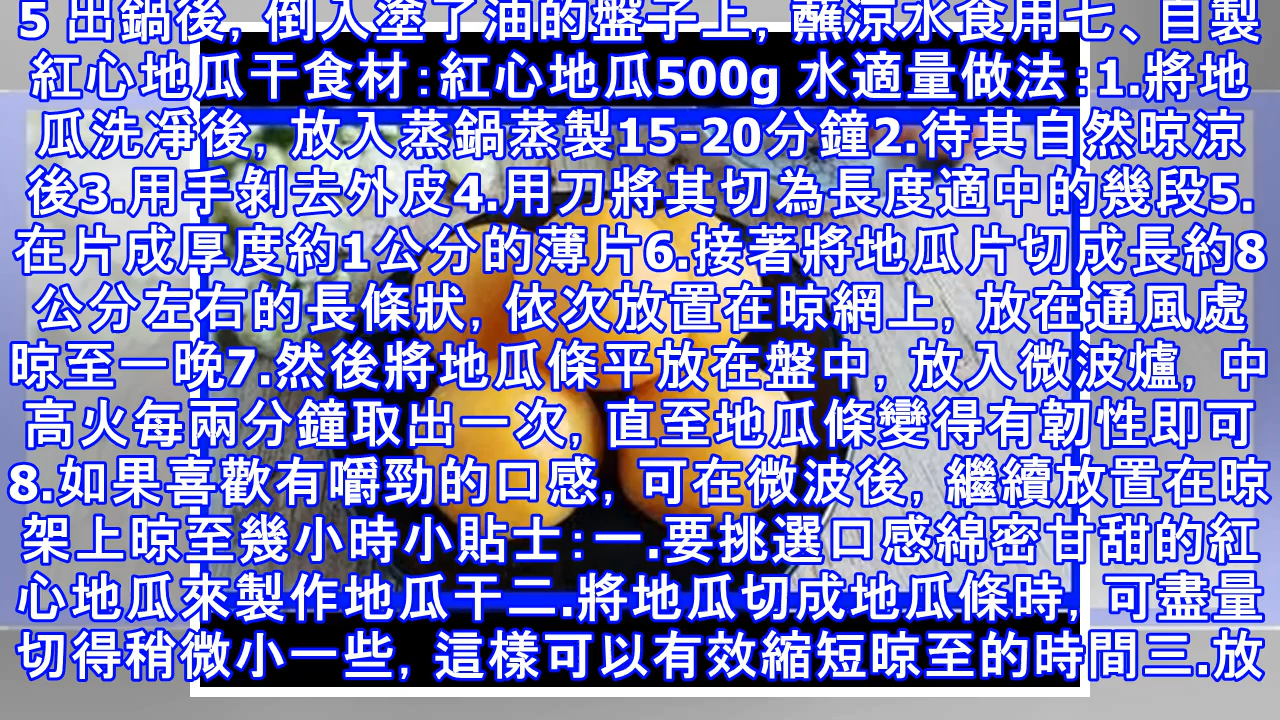 5 出鍋後, 倒入塗了油的盤子上, 蘸涼水食用七、自製
紅心地瓜干食材:紅心地瓜500g 水適量做法:1.將地
瓜洗凈後, 放入蒸鍋蒸製15-20分鐘2.待其自然晾涼
後3.用手剝去外皮4.用刀將其切為長度適中的幾段5.
在片成厚度約1公分的薄片6.接著將地瓜片切成長約8
公分左右的長條狀, 依次放置在晾網上, 放在通風處
晾至一晚7.然後將地瓜條平放在盤中, 放入微波爐, 中
高火每兩分鐘取出一次, 直至地瓜條變得有韌性即可
8.如果喜歡有嚼勁的口感, 可在微波後, 繼續放置在晾
架上晾至幾小時小貼士:一.要挑選口感綿密甘甜的紅
心地瓜來製作地瓜干二.將地瓜切成地瓜條時, 可盡量
切得稍微小一些, 這樣可以有效縮短晾至的時間三.放